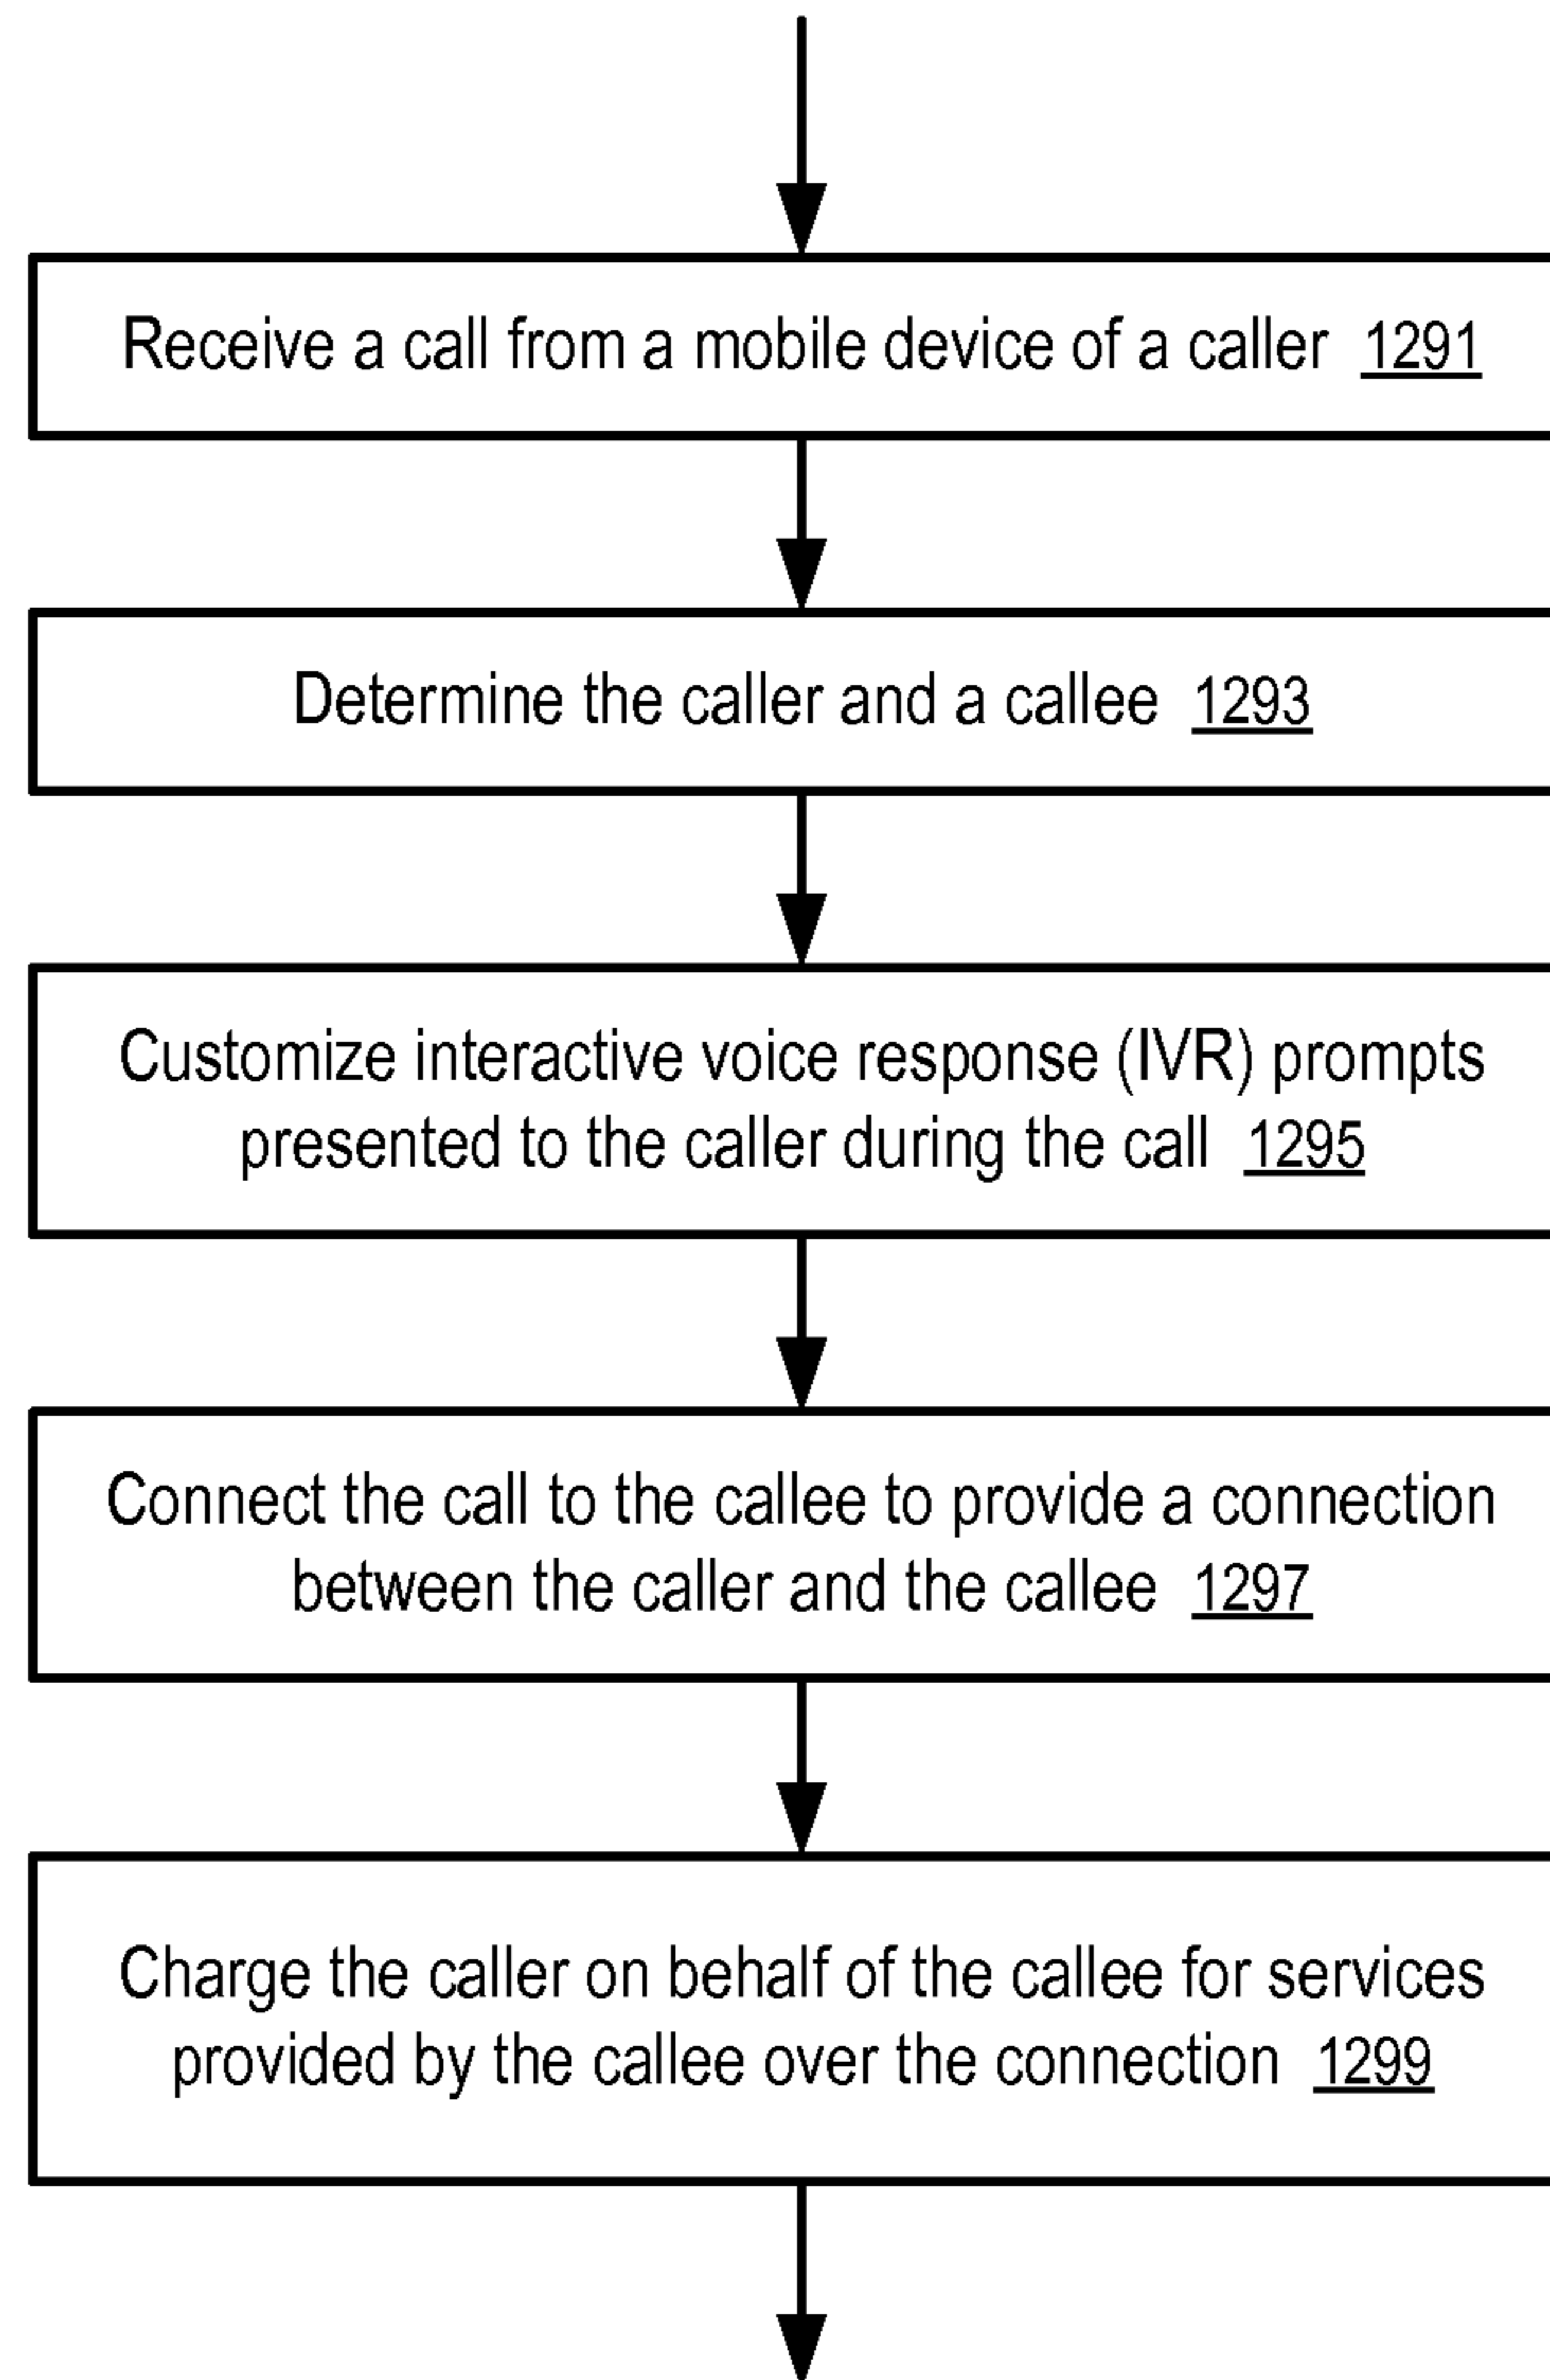 Receive a call from a mobile device of a caller 1291
Determine the caller and a callee 1293
Customize interactive voice response (IVR) prompts
presented to the caller during the call 1295
Connect the call to the callee to provide a connection
between the caller and the callee 1297
Charge the caller on behalf of the callee for services
provided by the callee over the connection 1299